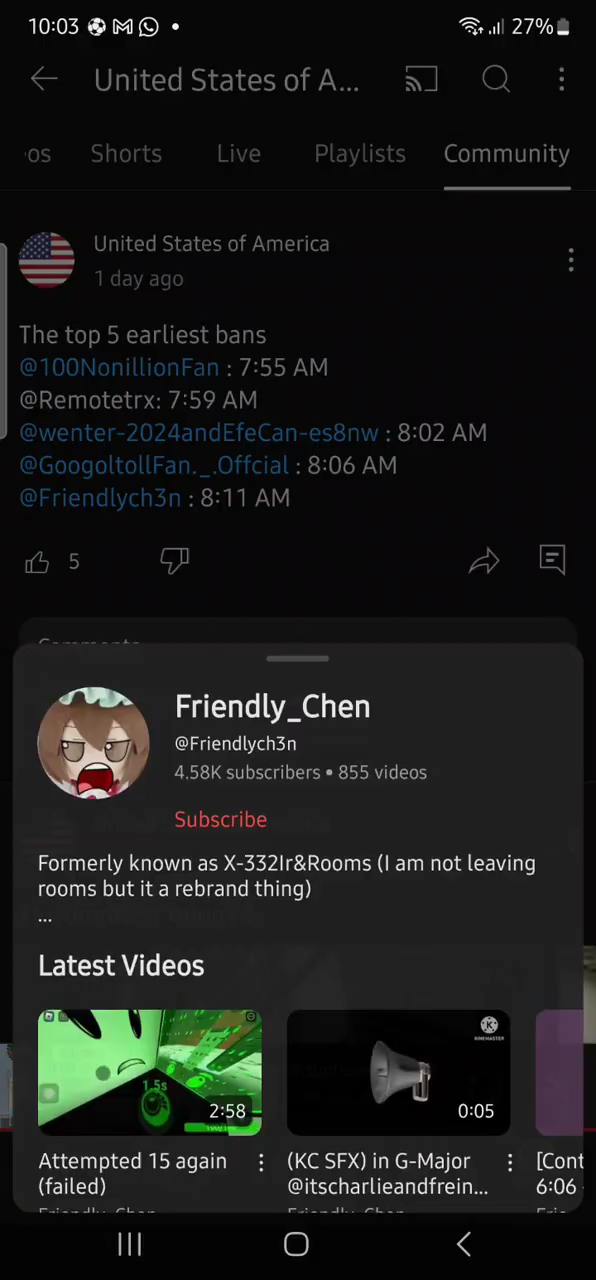 10:03
27%
United States of A...
os Shorts Live Playlists Community
United States of America
1 day ago
The top 5 earliest bans
@100NonillionFan : 7:55 AM
@Remotetrx: 7:59 AM
@wenter-2024andEfeCan-es8nw : 8:02 AM
@GoogoltollFan._.Offcial : 8:06 AM
@Friendlych3n : 8:11 AM
5
Comments
Friendly_Chen
@Friendlych3n
4.58K subscribers • 855 videos
Subscribe
Formerly known as X-332Ir&Rooms (I am not leaving
rooms but it a rebrand thing)
...
Latest Videos
1.5s
2:58
KINEMASTER
0:05
Attempted 15 again
(failed)
(KC SFX) in G-Major
@itscharlieandfrein...
[Cont
6:06
Friendly_Chen
Friendly_Chen